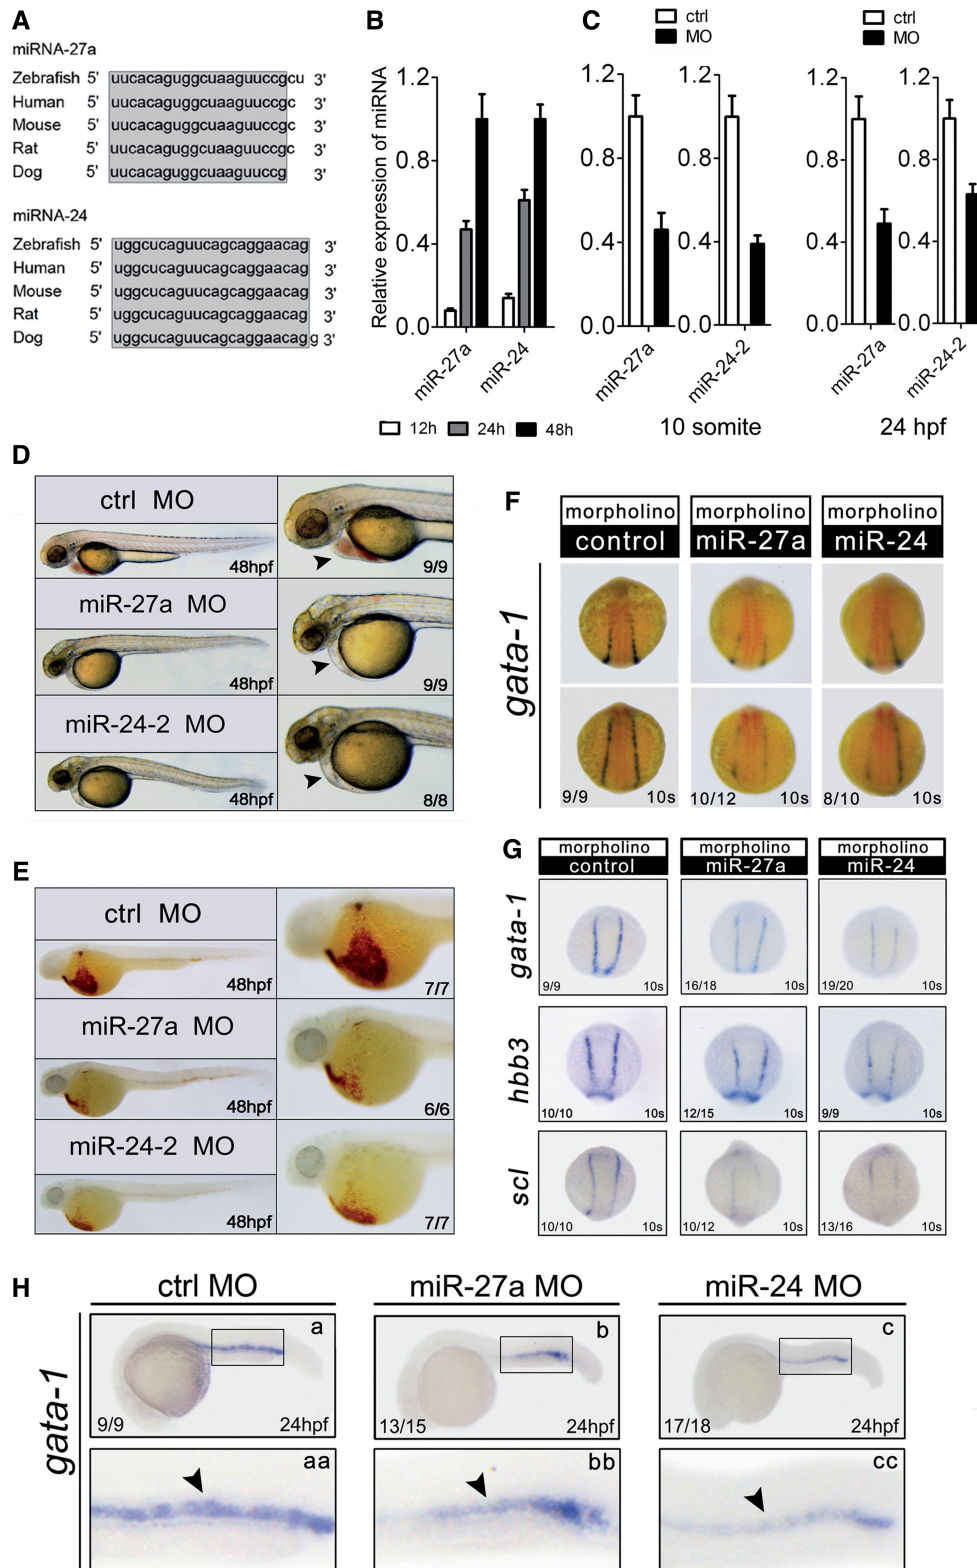 A
miRNA-27a
Zebrafish 5' uucacaguggcuaaguuccgcu 3'
Human 5' uucacaguggcuaaguuccgc 3'
Mouse 5' uucacaguggcuaaguuccgc 3'
Rat 5' uucacaguggcuaaguuccgc 3'
Dog 5' uucacaguggcuaaguuccg 3'
miRNA-24
Zebrafish 5' uggcucaguucagcaggaacag 3'
Human 5' uggcucaguucagcaggaacag 3'
Mouse 5' uggcucaguucagcaggaacag 3'
Rat 5' uggcucaguucagcaggaacag 3'
Dog 5' uggcucaguucagcaggaacagg 3'
B
Relative expression of miRNA
1.2
0.8
0.4
0.0
miR-27a
miR-24
12h 24h 48h
C
ctrl
MO
1.2
0.8
0.4
0.0
miR-27a
1.2
0.8
0.4
0.0
miR-24-2
10 somite
ctrl
MO
1.2
0.8
0.4
0.0
miR-27a
1.2
0.8
0.4
0.0
miR-24-2
24 hpf
D
ctrl MO
48hpf
9/9
miR-27a MO
48hpf
9/9
miR-24-2 MO
48hpf
8/8
E
ctrl MO
48hpf
7/7
miR-27a MO
48hpf
6/6
miR-24-2 MO
48hpf
7/7
F
morpholino
control
morpholino
miR-27a
morpholino
miR-24
gata-1
9/9 10s
10/12 10s
8/10 10s
G
morpholino
control
morpholino
miR-27a
morpholino
miR-24
gata-1
9/9 10s
16/18 10s
19/20 10s
hbb3
10/10 10s
12/15 10s
9/9 10s
scl
10/10 10s
10/12 10s
13/16 10s
H
ctrl MO
miR-27a MO
miR-24 MO
gata-1
a
9/9 24hpf
b
13/15 24hpf
c
17/18 24hpf
aa
bb
cc